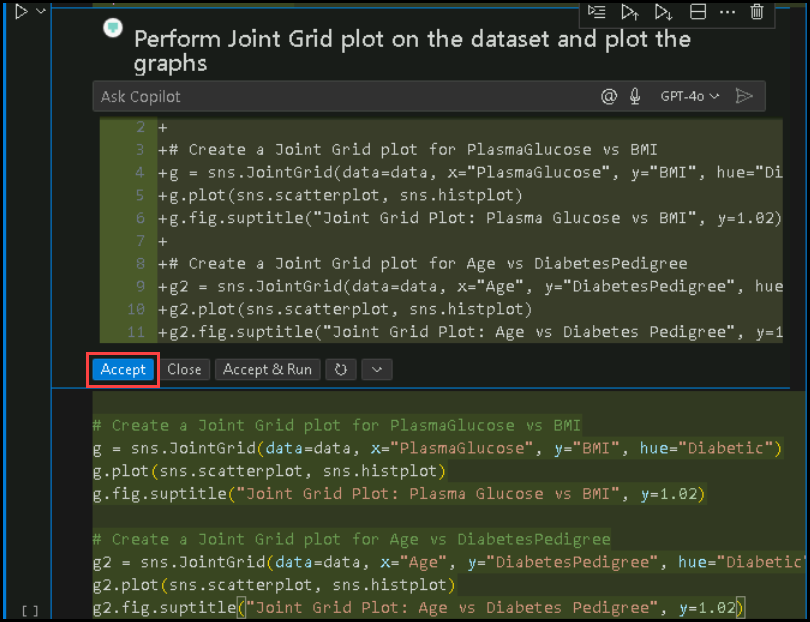 Perform Joint Grid plot on the dataset and plot the
graphs
Ask Copilot
@ GPT-4o
2 +
3 +# Create a Joint Grid plot for PlasmaGlucose vs BMI
4 +g = sns.JointGrid(data=data, x="PlasmaGlucose", y="BMI", hue="Di
5 +g.plot(sns.scatterplot, sns.histplot)
6 +g.fig.suptitle("Joint Grid Plot: Plasma Glucose vs BMI", y=1.02)
7 +
8 +# Create a Joint Grid plot for Age vs DiabetesPedigree
9 +g2 = sns.JointGrid(data=data, x="Age", y="DiabetesPedigree", hue
10 +g2.plot(sns.scatterplot, sns.histplot)
11 +g2.fig.suptitle("Joint Grid Plot: Age vs Diabetes Pedigree", y=1
Accept Close Accept & Run
# Create a Joint Grid plot for PlasmaGlucose vs BMI
g = sns.JointGrid(data=data, x="PlasmaGlucose", y="BMI", hue="Diabetic")
g.plot(sns.scatterplot, sns.histplot)
g.fig.suptitle("Joint Grid Plot: Plasma Glucose vs BMI", y=1.02)
# Create a Joint Grid plot for Age vs DiabetesPedigree
g2 = sns.JointGrid(data=data, x="Age", y="DiabetesPedigree", hue="Diabetic"
g2.plot(sns.scatterplot, sns.histplot)
[ ] g2.fig.suptitle("Joint Grid Plot: Age vs Diabetes Pedigree", y=1.02)